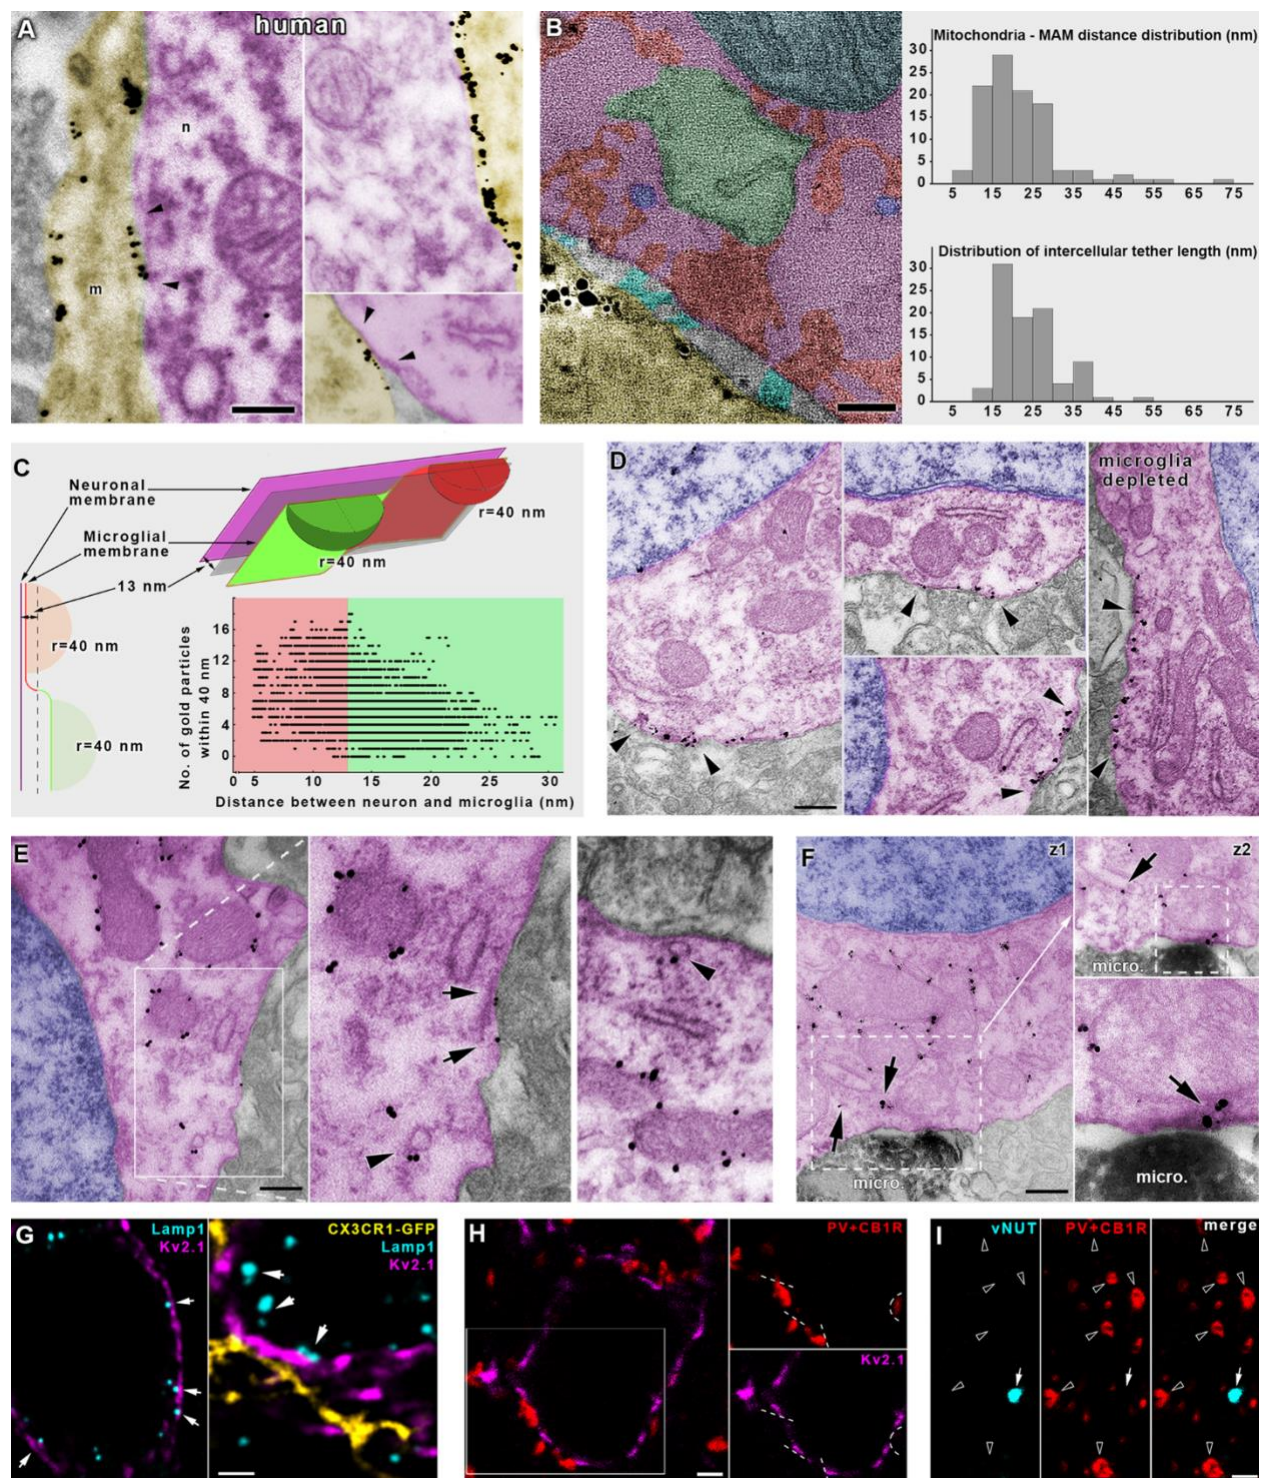 A
human
n
m
B
Mitochondria - MAM distance distribution (nm)
30
25
20
15
10
5
0
5 15 25 35 45 55 65 75
Distribution of intercellular tether length(nm)
30
25
20
15
10
5
0
5 15 25 35 45 55 65 75
C
Neuronal
membrane
Microglial
membrane
13 nm
r=40 nm
r=40 nm
r=40 nm
r=40 nm
No. of gold particles
within 40 nm
16
12
8
4
0
0 5 10 15 20 25 30
Distance between neuron and microglia (nm)
D
microglia
depleted
E
F
z1
z2
micro.
micro.
micro.
G
Lamp1
Kv2.1
CX3CR1-GFP
Lamp1
Kv2.1
H
PV+CB1R
Kv2.1
I
vNUT
PV+CB1R
merge